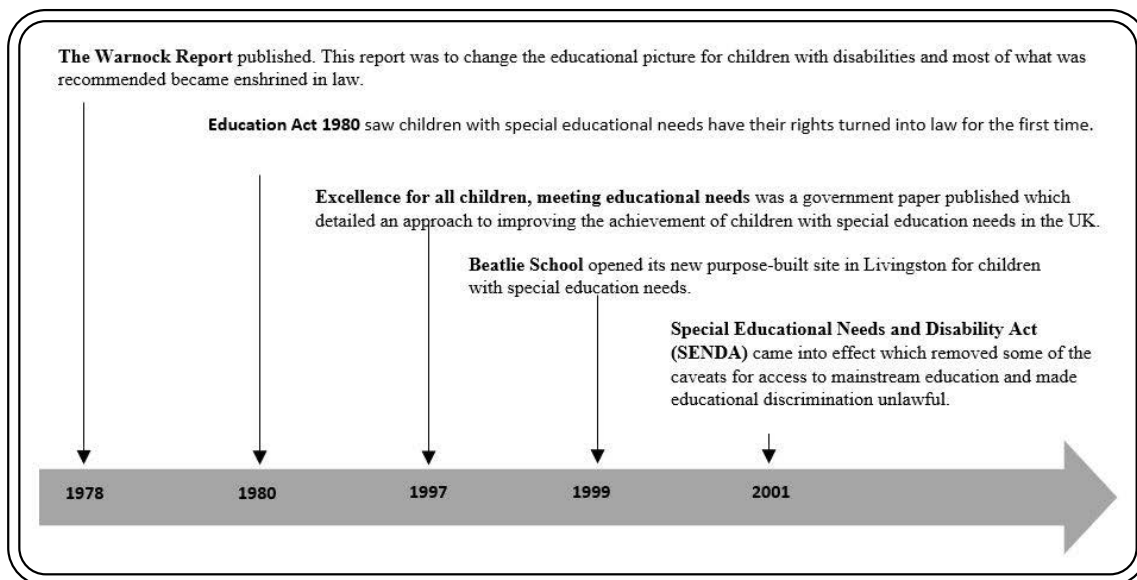 The Warnock Report published. This report was to change the educational picture for children with disabilities and most of what was
recommended became enshrined in law.
Education Act 1980 saw children with special educational needs have their rights turned into law for the first time.
Excellence for all children, meeting educational needs was a government paper published which
detailed an approach to improving the achievement of children with special education needs in the UK.
Beatlie School opened its new purpose-built site in Livingston for children
with special education needs.
Special Educational Needs and Disability Act
(SENDA) came into effect which removed some of the
caveats for access to mainstream education and made
educational discrimination unlawful.
1978 1980 1997 1999 2001